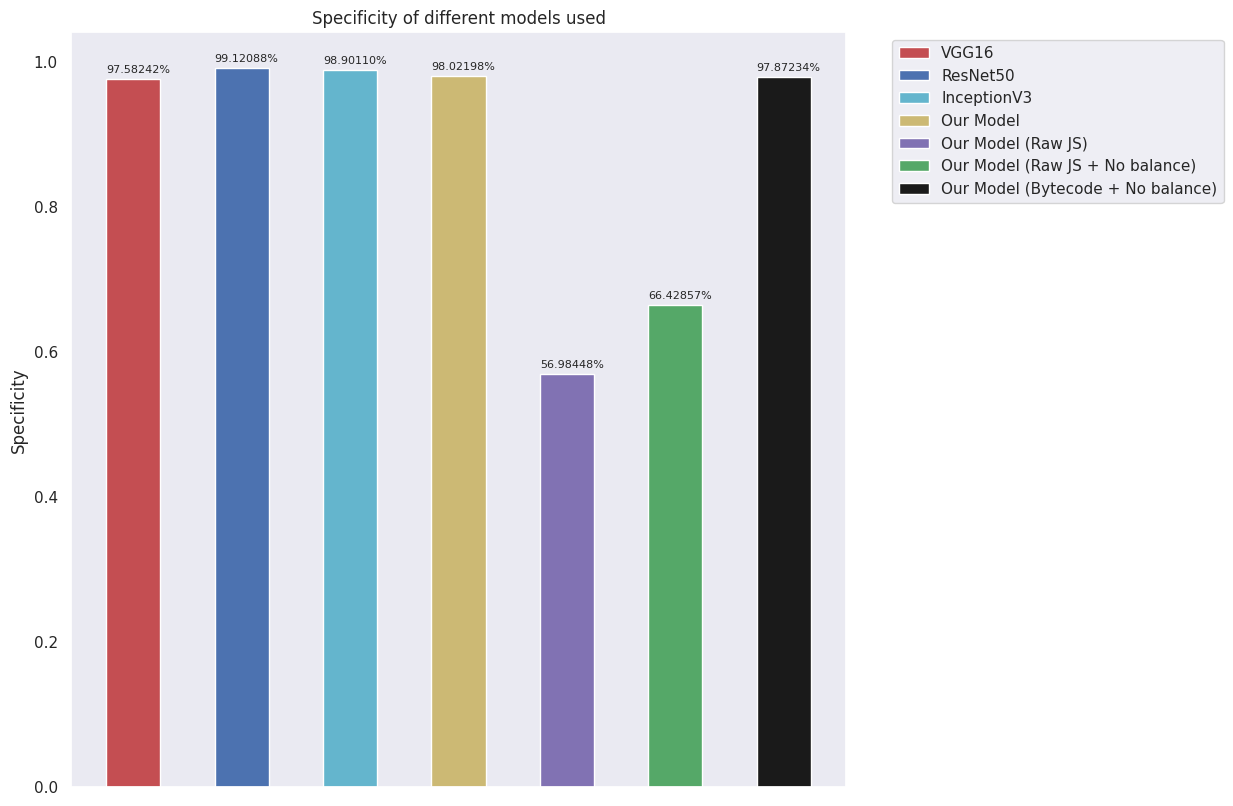 Specificity of different models used
Specificity
1.0
0.8
0.6
0.4
0.2
0.0
97.58242%
99.12088%
98.90110%
98.02198%
56.98448%
66.42857%
97.87234%
VGG16
ResNet50
InceptionV3
Our Model
Our Model (Raw JS)
Our Model (Raw JS + No balance)
Our Model (Bytecode + No balance)